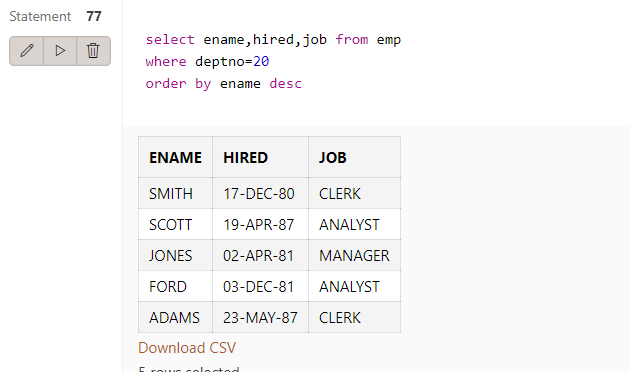 Statement 77
select ename,hired,job from emp
where deptno=20
order by ename desc
ENAME HIRED JOB
SMITH 17-DEC-80 CLERK
SCOTT 19-APR-87 ANALYST
JONES 02-APR-81 MANAGER
FORD 03-DEC-81 ANALYST
ADAMS 23-MAY-87 CLERK
Download CSV
5 rows selected